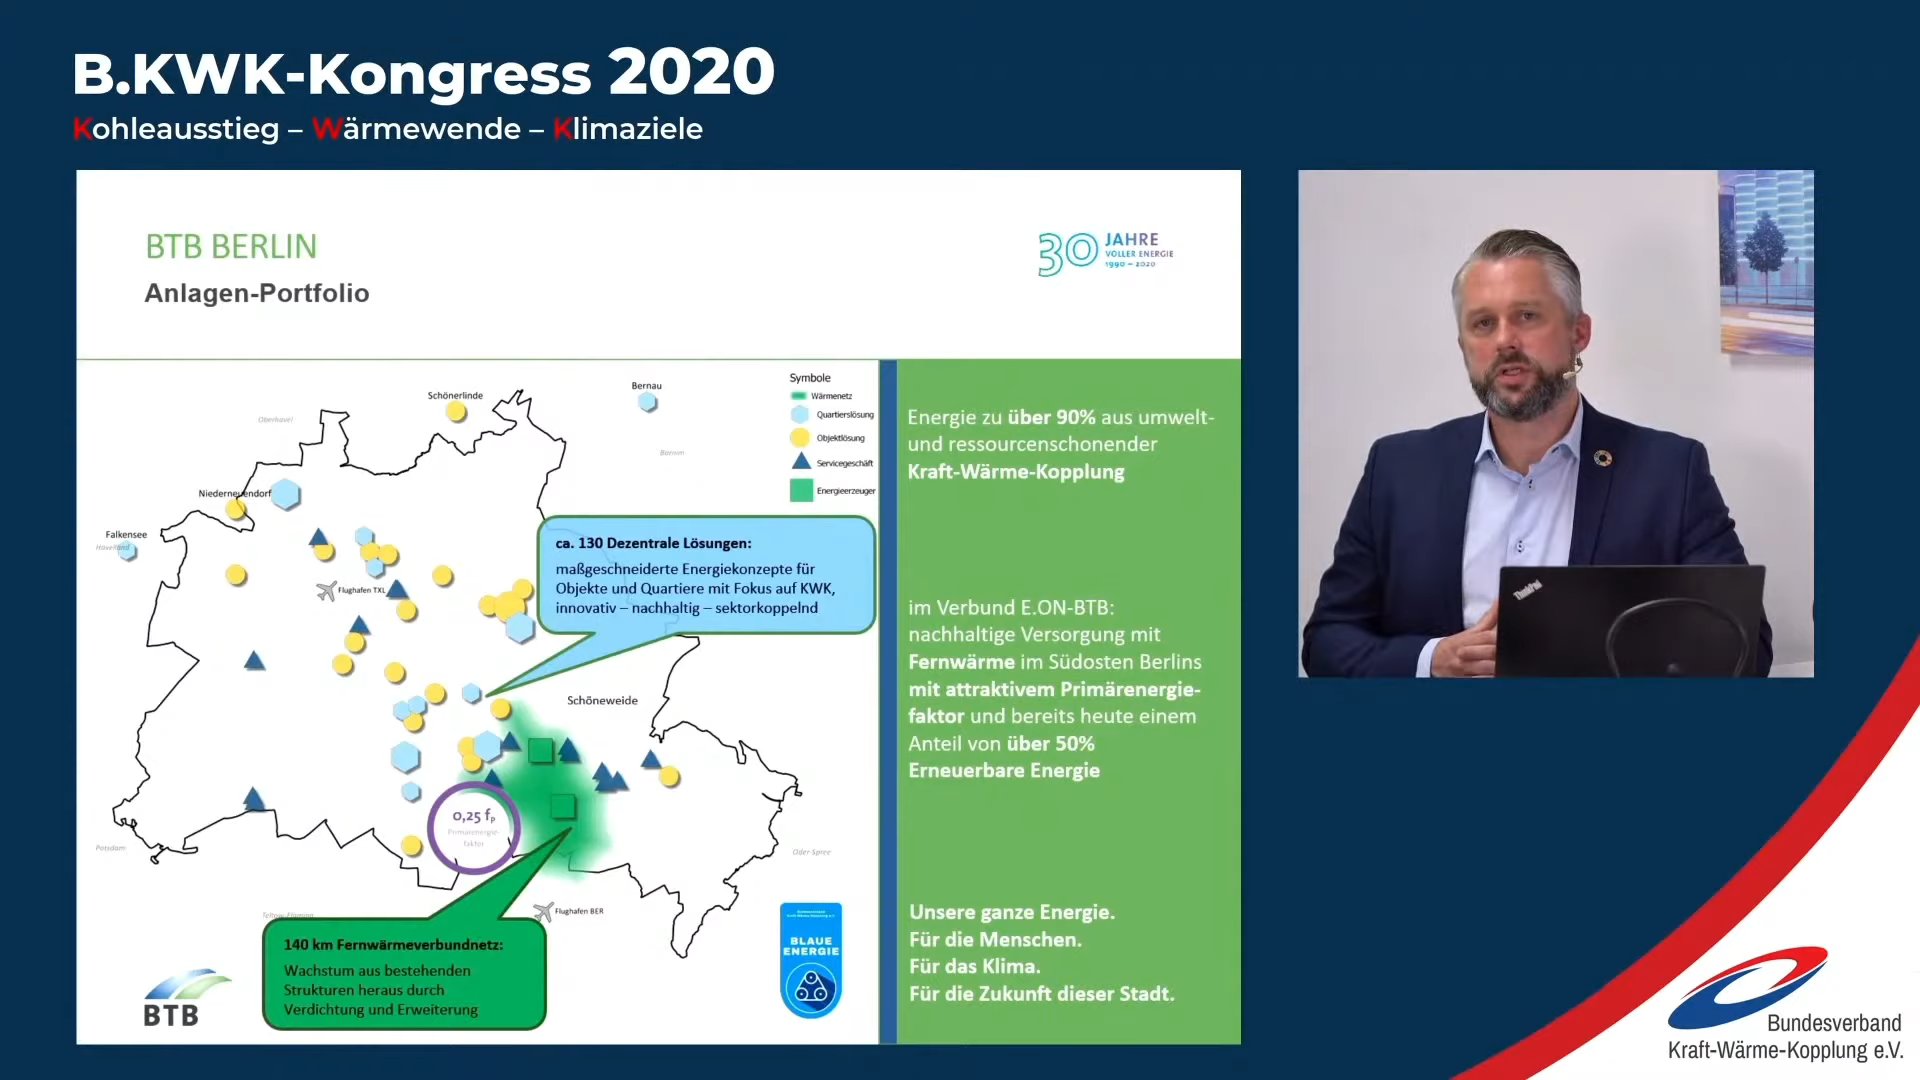 B.KWK-Kongress 2020
Kohleausstieg – Wärmewende – Klimaziele
BTB BERLIN
Anlagen-Portfolio
30 JAHRE
VOLLER ENERGIE
1990 – 2020
Symbole
Wärmenetz
Quartierslösung
Objektlösung
Servicegeschäft
Energieerzeuger
Bernau
Schönerlinde
Oberhavel
Barnim
Niederneuendorf
Falkensee
Havelland
Flughafen TXL
ca. 130 Dezentrale Lösungen:
maßgeschneiderte Energiekonzepte für
Objekte und Quartiere mit Fokus auf KWK,
innovativ – nachhaltig – sektorkoppelnd
Schöneweide
0,25 fP
Primärenergie-
faktor
Potsdam
Oder-Spree
Teltow-Fläming
Flughafen BER
140 km Fernwärmeverbundnetz:
Wachstum aus bestehenden
Strukturen heraus durch
Verdichtung und Erweiterung
BTB
Bundesverband
Kraft-Wärme-Kopplung e.V.
BLAUE
ENERGIE
Energie zu über 90% aus umwelt-
und ressourcenschonender
Kraft-Wärme-Kopplung
im Verbund E.ON-BTB:
nachhaltige Versorgung mit
Fernwärme im Südosten Berlins
mit attraktivem Primärenergie-
faktor und bereits heute einem
Anteil von über 50%
Erneuerbare Energie
Unsere ganze Energie.
Für die Menschen.
Für das Klima.
Für die Zukunft dieser Stadt.
ThinkPad
Bundesverband
Kraft-Wärme-Kopplung e.V.